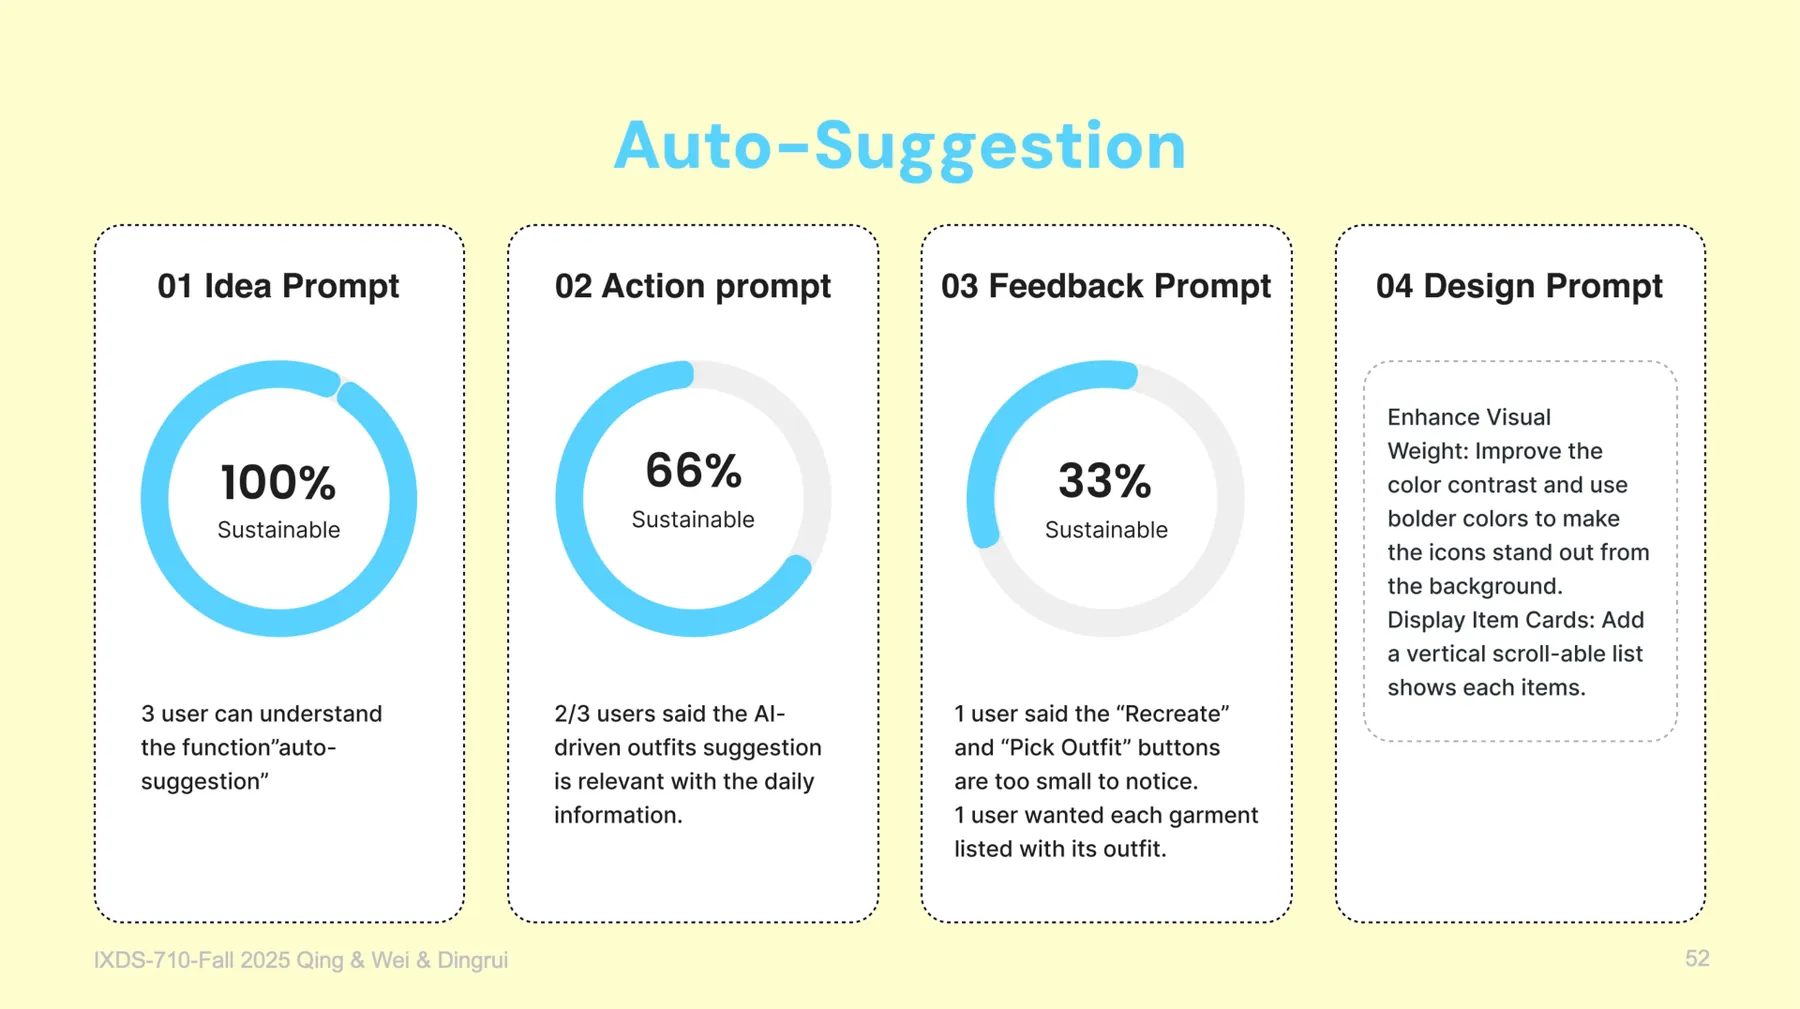 Auto-Suggestion
01 Idea Prompt
100%
Sustainable
3 user can understand
the function”auto-
suggestion”
02 Action prompt
66%
Sustainable
2/3 users said the AI-
driven outfits suggestion
is relevant with the daily
information.
03 Feedback Prompt
33%
Sustainable
1 user said the “Recreate”
and “Pick Outfit” buttons
are too small to notice.
1 user wanted each garment
listed with its outfit.
04 Design Prompt
Enhance Visual
Weight: Improve the
color contrast and use
bolder colors to make
the icons stand out from
the background.
Display Item Cards: Add
a vertical scroll-able list
shows each items.
IXDS-710-Fall 2025 Qing & Wei & Dingrui
52